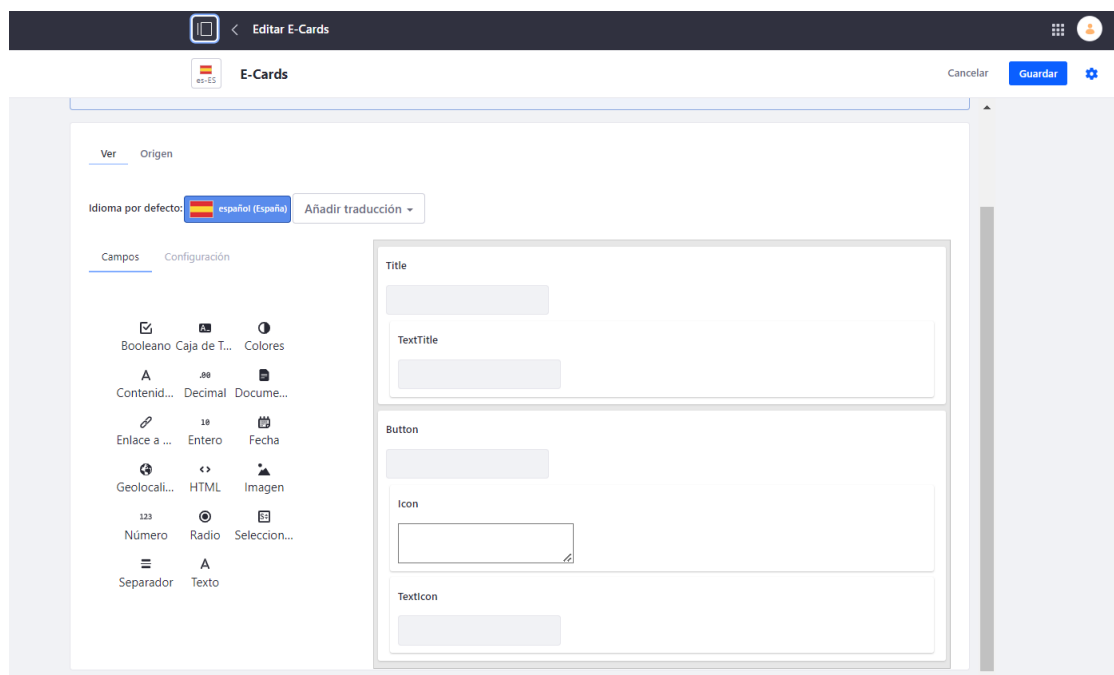 Editar E-Cards
es-ES
E-Cards
Cancelar
Guardar
Ver Origen
Idioma por defecto: español (España) Añadir traducción
Campos Configuración
Booleano Caja de T... Colores
Contenid... Decimal Docume...
Enlace a ... Entero Fecha
Geolocali... HTML Imagen
Número Radio Seleccion...
Separador Texto
Title
TextTitle
Button
Icon
TextIcon